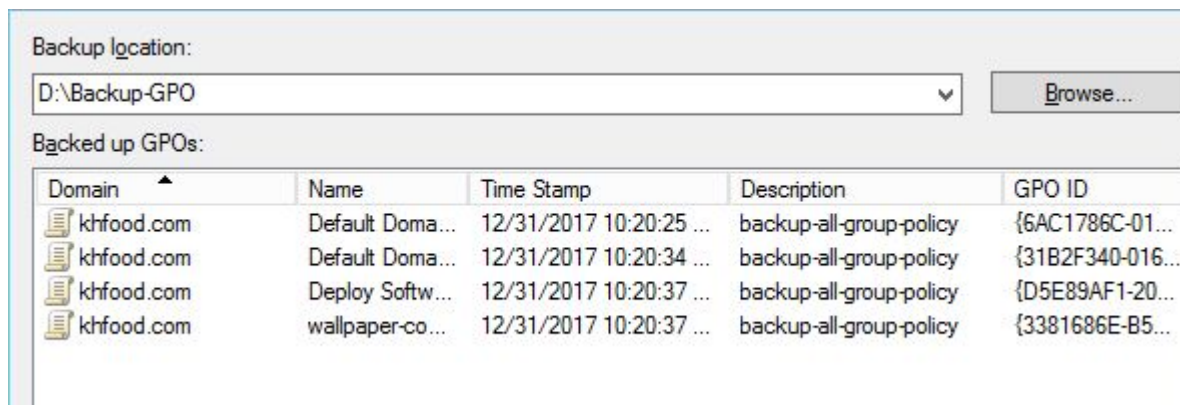 Backup location:
D:\Backup-GPO Browse...
Backed up GPOs:
Domain Name Time Stamp Description GPO ID
khfood.com Default Doma... 12/31/2017 10:20:25 ... backup-all-group-policy {6AC1786C-01...
khfood.com Default Doma... 12/31/2017 10:20:34 ... backup-all-group-policy {31B2F340-016...
khfood.com Deploy Softw... 12/31/2017 10:20:37 ... backup-all-group-policy {D5E89AF1-20...
khfood.com wallpaper-co... 12/31/2017 10:20:37 ... backup-all-group-policy {3381686E-B5...